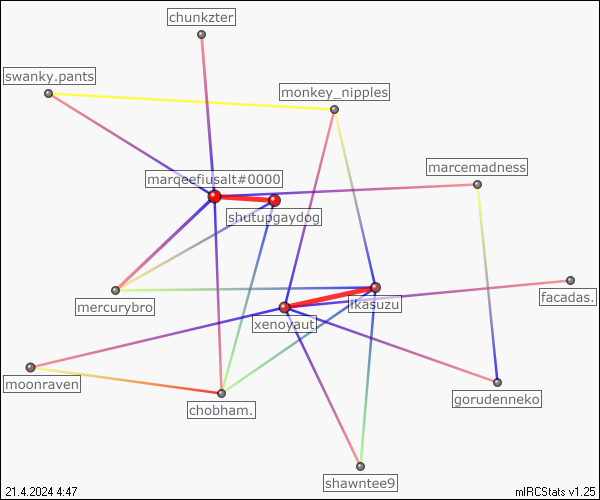 chunkzter
swanky.pants
monkey_nipples
marcemadness
marqeefiusalt#0000
shutupgaydog
mercurybro
ikasuzu
facadas.
xenoyaut
moonraven
chobham.
gorudenneko
shawntee9
21.4.2024 4:47
mIRCStats v1.25